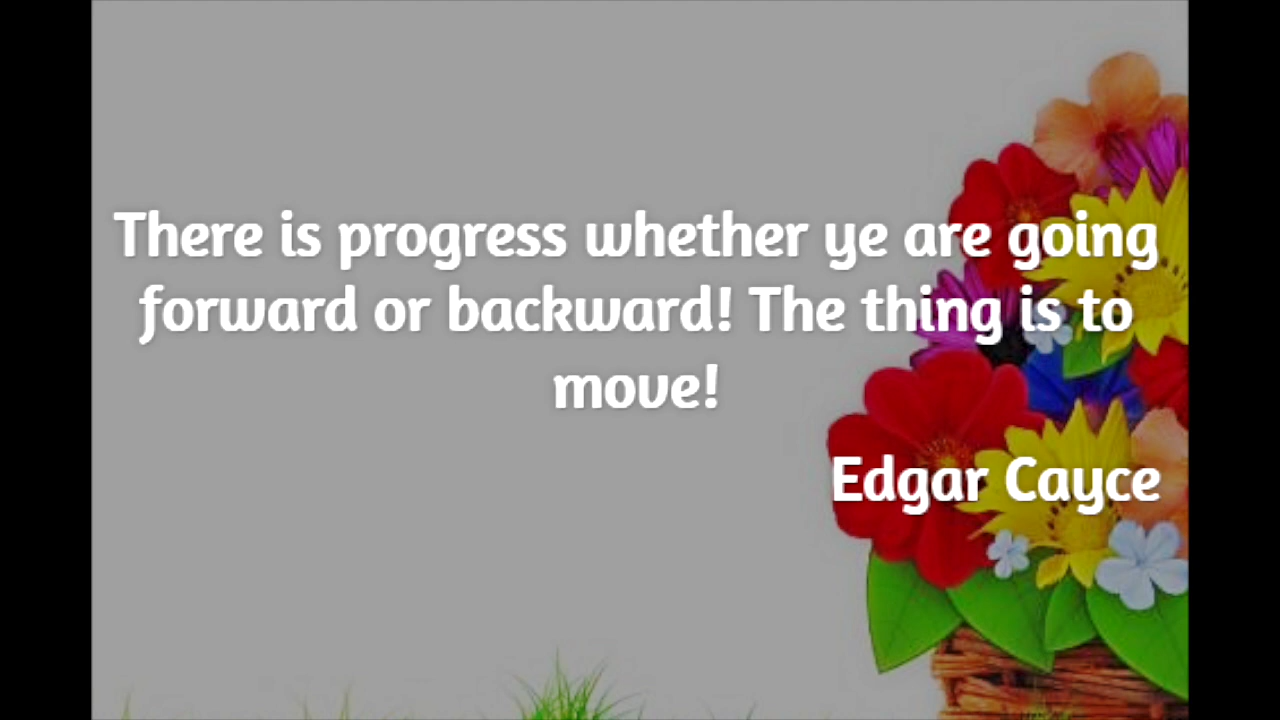 There is progress whether ye are going
forward or backward! The thing is to
move!
Edgar Cayce